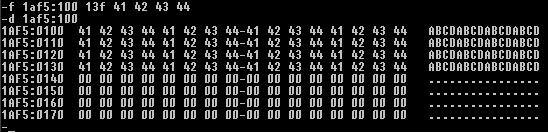 -f 1af5:100 13f 41 42 43 44
-d 1af5:100
1AF5:0100  41 42 43 44 41 42 43 44-41 42 43 44 41 42 43 44   ABCDABCDABCDABCD
1AF5:0110  41 42 43 44 41 42 43 44-41 42 43 44 41 42 43 44   ABCDABCDABCDABCD
1AF5:0120  41 42 43 44 41 42 43 44-41 42 43 44 41 42 43 44   ABCDABCDABCDABCD
1AF5:0130  41 42 43 44 41 42 43 44-41 42 43 44 41 42 43 44   ABCDABCDABCDABCD
1AF5:0140  00 00 00 00 00 00 00 00-00 00 00 00 00 00 00 00   ................
1AF5:0150  00 00 00 00 00 00 00 00-00 00 00 00 00 00 00 00   ................
1AF5:0160  00 00 00 00 00 00 00 00-00 00 00 00 00 00 00 00   ................
1AF5:0170  00 00 00 00 00 00 00 00-00 00 00 00 00 00 00 00   ................
-_